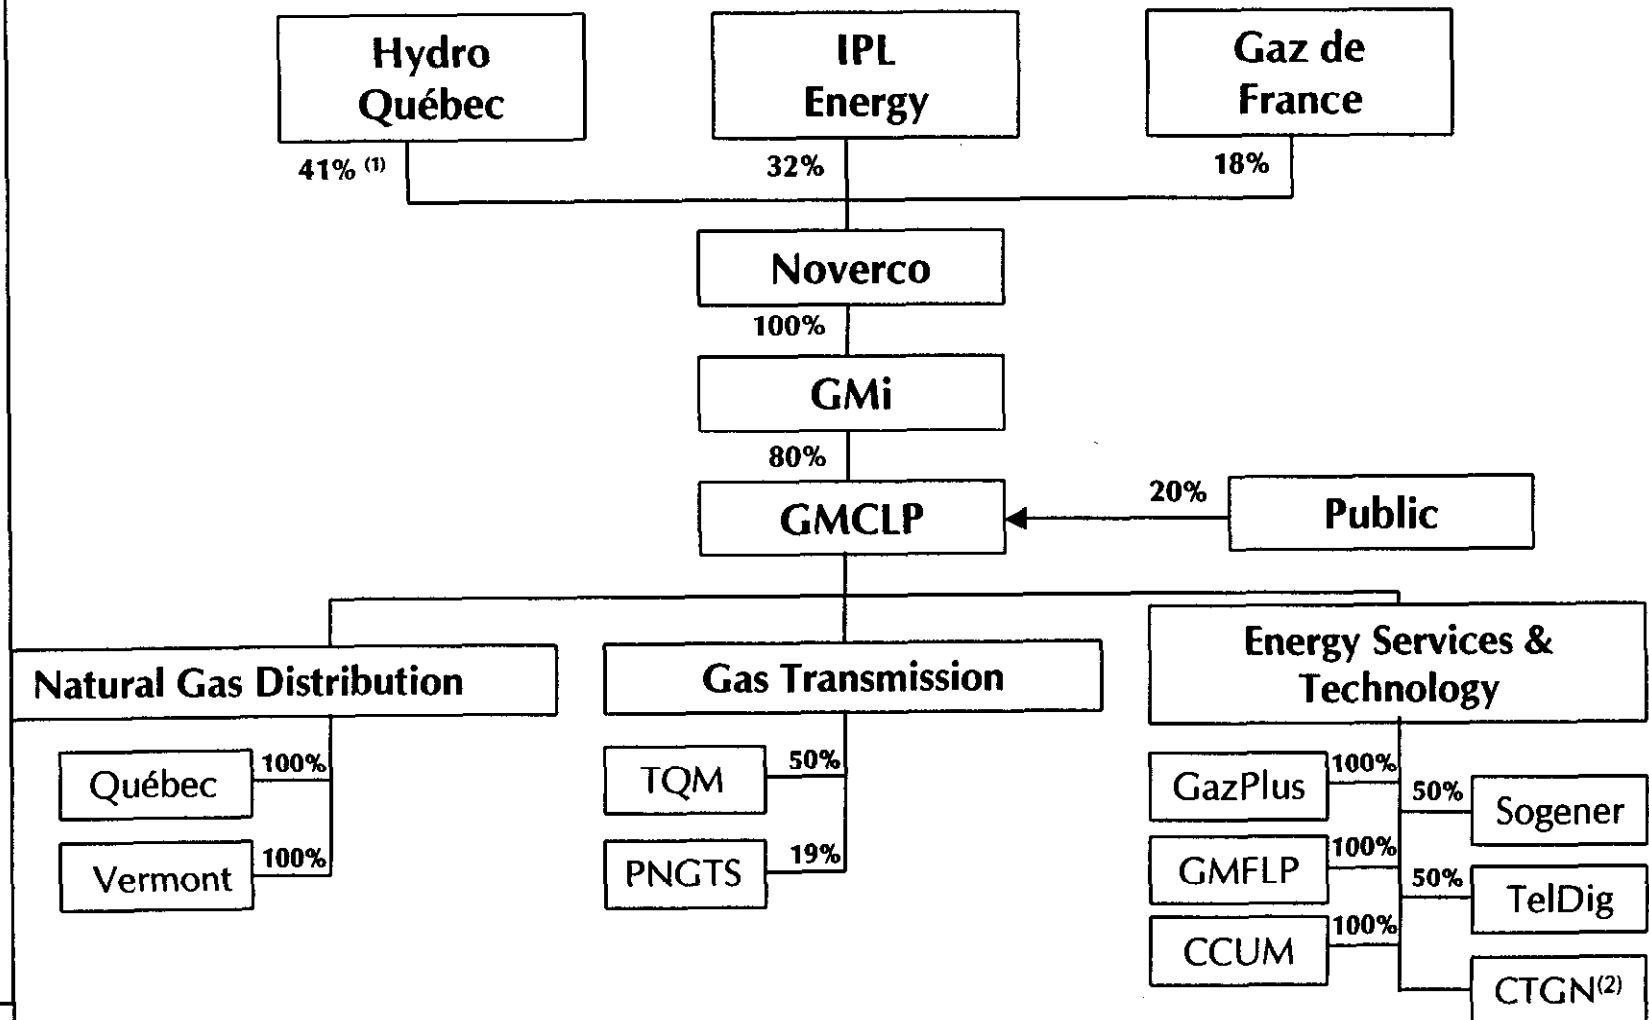 Hydro
Québec
IPL
Energy
Gaz de
France
41% (1)
32%
18%
Noverco
100%
GMi
80%
GMCLP
20%
Public
Natural Gas Distribution
Gas Transmission
Energy Services &
Technology
Québec
100%
Vermont
100%
TQM
50%
PNGTS
19%
GazPlus
100%
GMFLP
100%
CCUM
100%
50%
Sogener
50%
TelDig
CTGN(2)